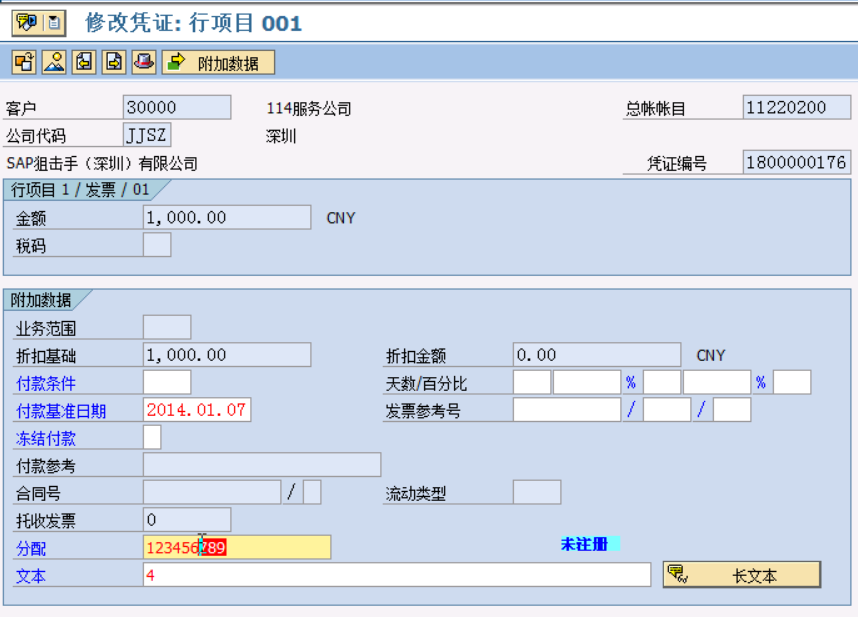 修改凭证: 行项目 001
附加数据
客户 30000 114服务公司 总帐帐目 11220200
公司代码 JJSZ 深圳
SAP狙击手（深圳）有限公司 凭证编号 1800000176
行项目 1 / 发票 / 01
金额 1,000.00 CNY
税码
附加数据
业务范围
折扣基础 1,000.00 折扣金额 0.00 CNY
付款条件 天数/百分比 % %
付款基准日期 2014.01.07 发票参考号 / /
冻结付款
付款参考
合同号 / 流动类型
托收发票 0
分配 123456789 未注册
文本 4 长文本